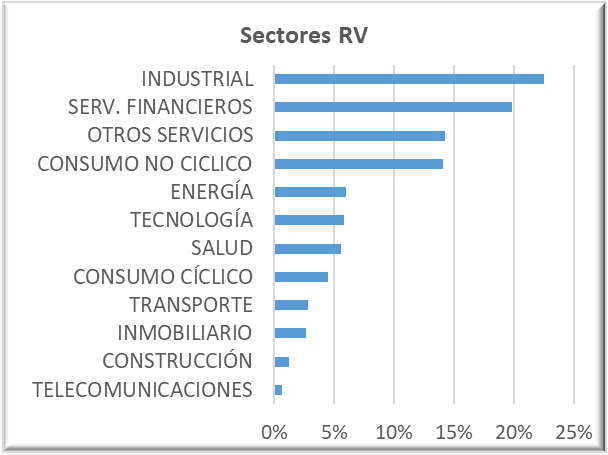 Sectores RV
INDUSTRIAL
SERV. FINANCIEROS
OTROS SERVICIOS
CONSUMO NO CICLICO
ENERGÍA
TECNOLOGÍA
SALUD
CONSUMO CÍCLICO
TRANSPORTE
INMOBILIARIO
CONSTRUCCIÓN
TELECOMUNICACIONES
0% 5% 10% 15% 20% 25%